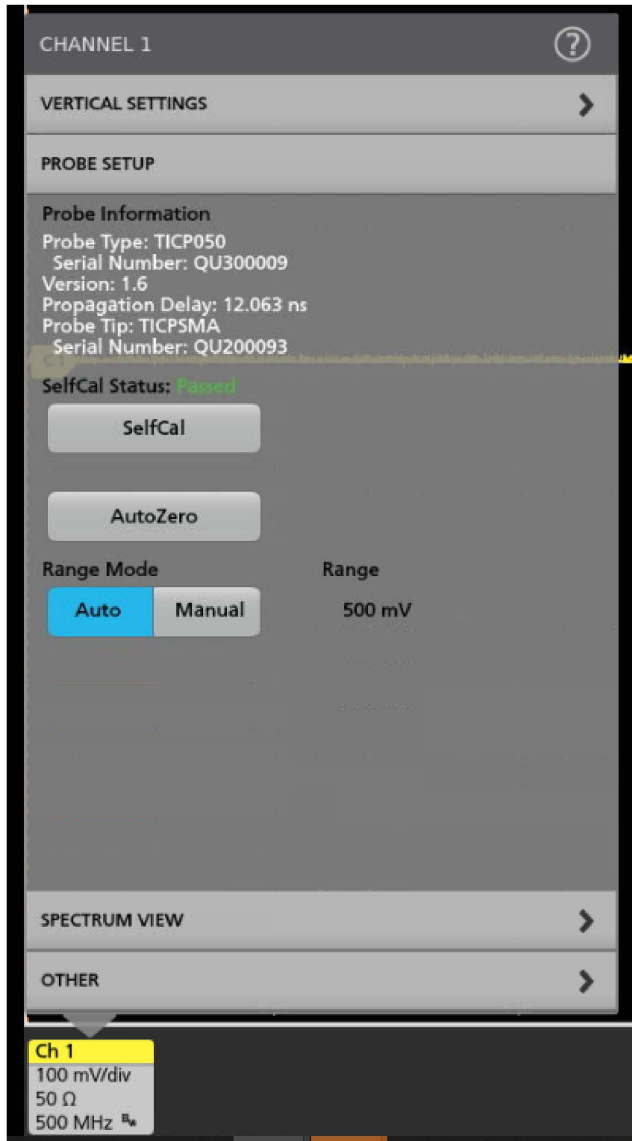 CHANNEL 1
?
VERTICAL SETTINGS
PROBE SETUP
Probe Information
Probe Type: TICP050
Serial Number: QU300009
Version: 1.6
Propagation Delay: 12.063 ns
Probe Tip: TICPSMA
Serial Number: QU200093
C1
SelfCal Status: Passed
SelfCal
AutoZero
Range Mode Range
Auto Manual 500 mV
SPECTRUM VIEW
OTHER
Ch 1
100 mV/div
50 Ω
500 MHz Bw